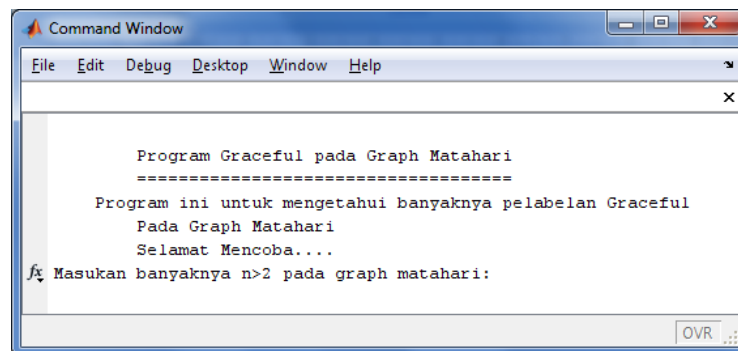 Command Window
File Edit Debug Desktop Window Help
Program Graceful pada Graph Matahari
====================================
Program ini untuk mengetahui banyaknya pelabelan Graceful
Pada Graph Matahari
Selamat Mencoba....
fx Masukan banyaknya n>2 pada graph matahari:
OVR